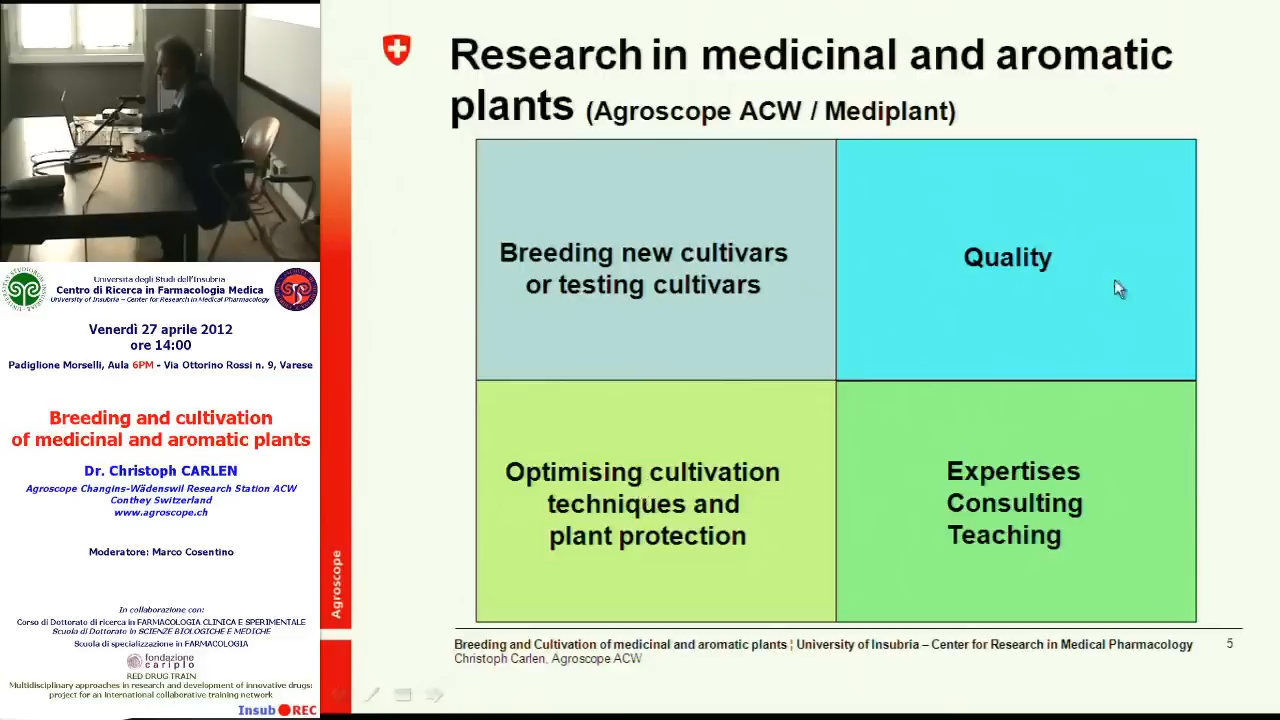 Research in medicinal and aromatic
plants (Agroscope ACW / Mediplant)
Breeding new cultivars
or testing cultivars
Quality
Optimising cultivation
techniques and
plant protection
Expertises
Consulting
Teaching
Breeding and Cultivation of medicinal and aromatic plants ¦ University of Insubria – Center for Research in Medical Pharmacology
Christoph Carlen, Agroscope ACW
5
Agroscope
Università degli Studi dell'Insubria
Centro di Ricerca in Farmacologia Medica
University of Insubria – Center for Research in Medical Pharmacology
Venerdì 27 aprile 2012
ore 14:00
Padiglione Morselli, Aula 6PM - Via Ottorino Rossi n. 9, Varese
Breeding and cultivation
of medicinal and aromatic plants
Dr. Christoph CARLEN
Agroscope Changins-Wädenswil Research Station ACW
Conthey Switzerland
www.agroscope.ch
Moderatore: Marco Cosentino
In collaborazione con:
Corso di Dottorato di ricerca in FARMACOLOGIA CLINICA E SPERIMENTALE
Scuola di Dottorato in SCIENZE BIOLOGICHE E MEDICHE
Scuola di specializzazione in FARMACOLOGIA
fondazione
cariplo
RED DRUG TRAIN
Multidisciplinary approaches in research and development of innovative drugs:
project for an international collaborative training network
Insub REC